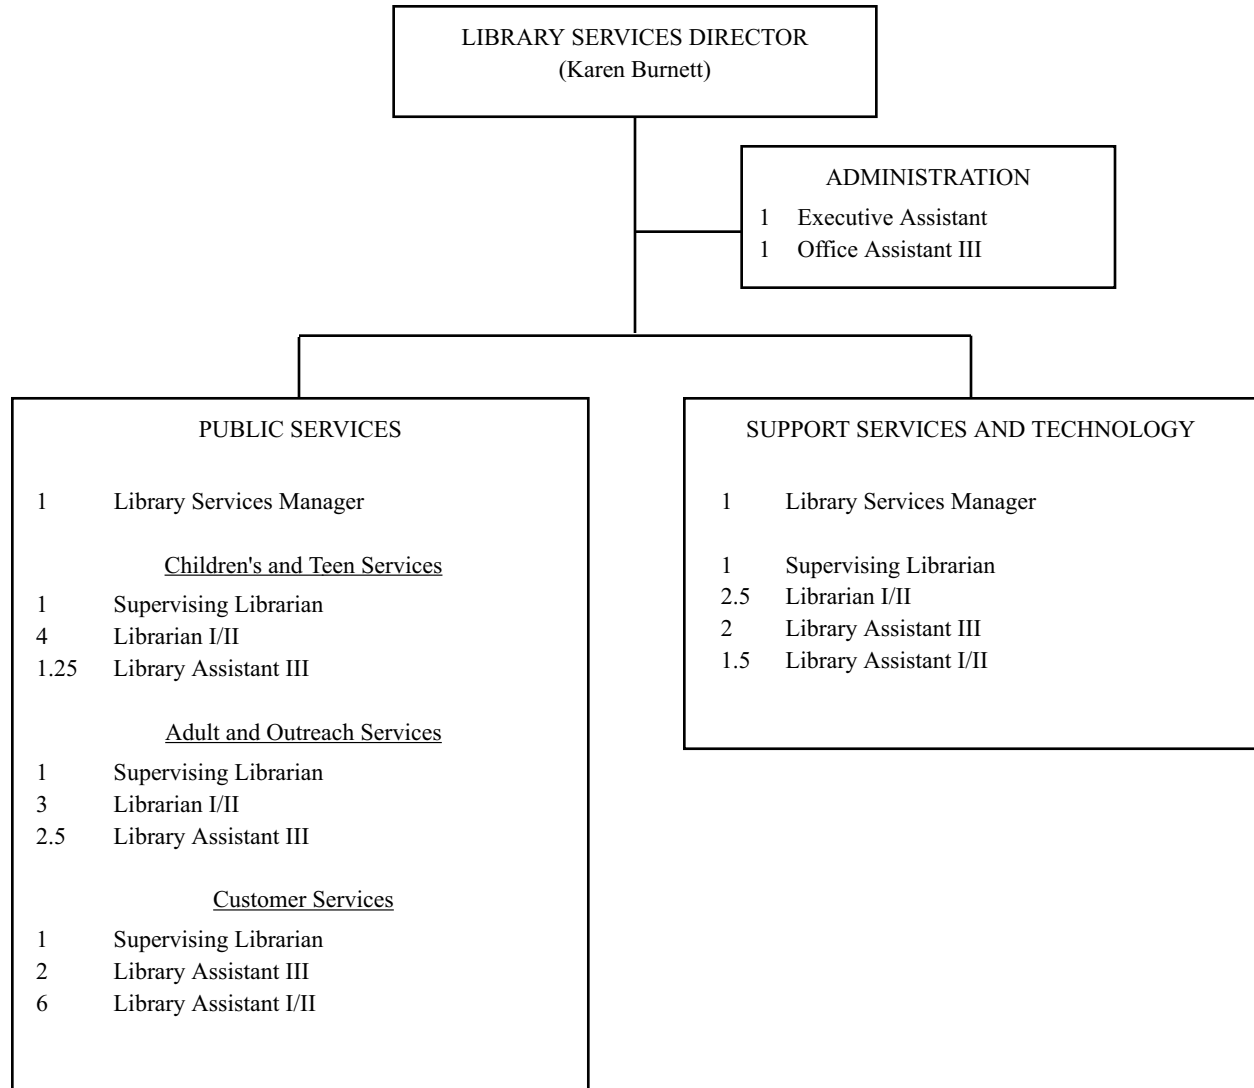 LIBRARY SERVICES DIRECTOR
(Karen Burnett)
ADMINISTRATION
1 Executive Assistant
1 Office Assistant III
PUBLIC SERVICES
1 Library Services Manager
Children's and Teen Services
1 Supervising Librarian
4 Librarian I/II
1.25 Library Assistant III
Adult and Outreach Services
1 Supervising Librarian
3 Librarian I/II
2.5 Library Assistant III
Customer Services
1 Supervising Librarian
2 Library Assistant III
6 Library Assistant I/II
SUPPORT SERVICES AND TECHNOLOGY
1 Library Services Manager
1 Supervising Librarian
2.5 Librarian I/II
2 Library Assistant III
1.5 Library Assistant I/II